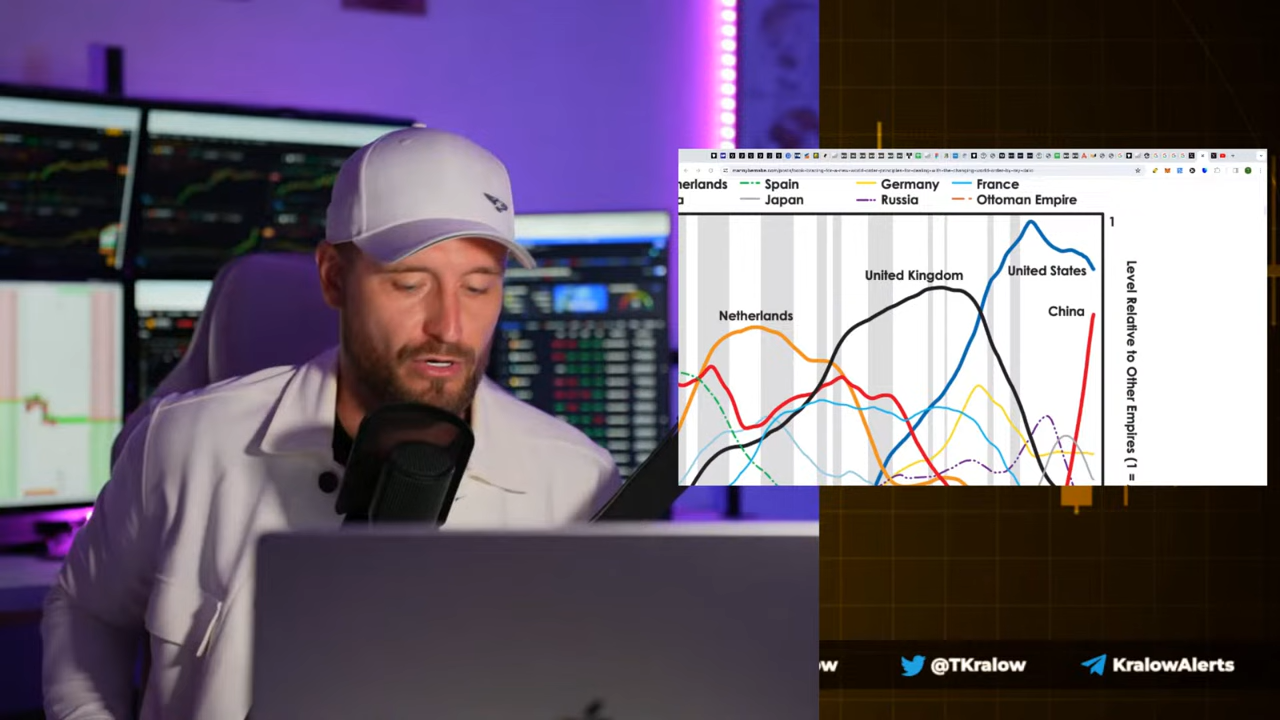 nerlands Spain Germany France
a Japan Russia Ottoman Empire
1
United Kingdom
United States
Netherlands
China
Level Relative to Other Empires (1 =
w @TKralow KralowAlerts